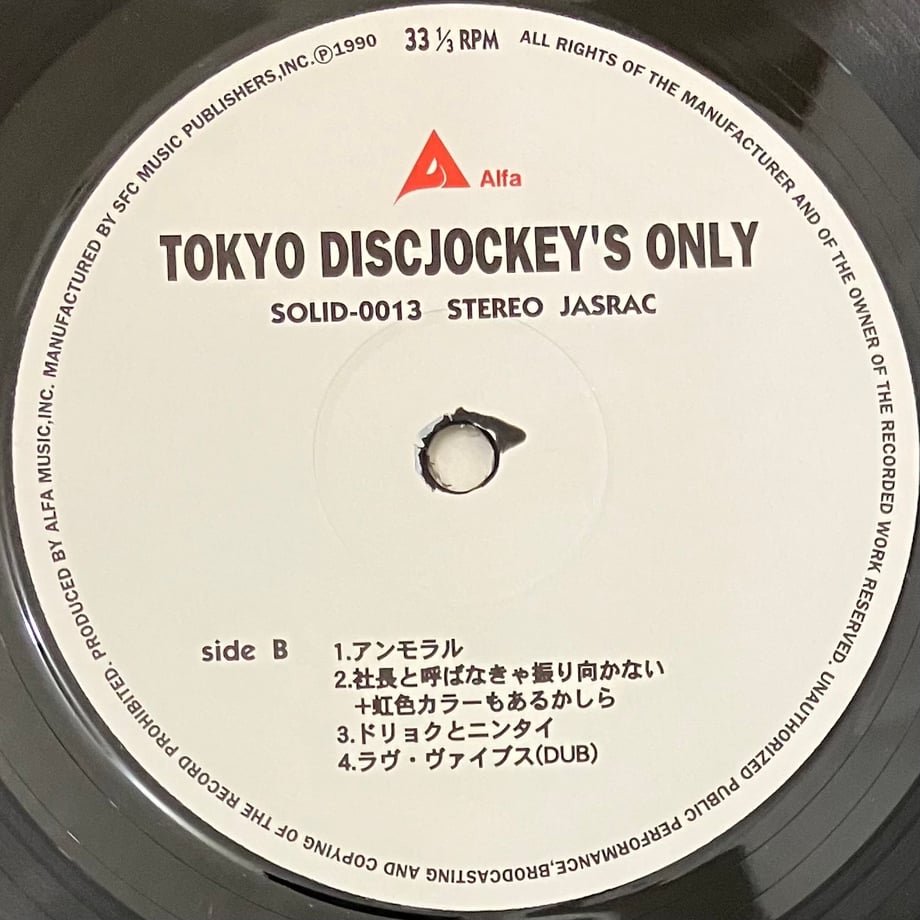 33 1/3 RPM
Alfa
TOKYO DISCJOCKEY'S ONLY
SOLID-0013 STEREO JASRAC
side B
1.アンモラル
2.社長と呼ばなきゃ振り向かない
+虹色カラーもあるかしら
3.ドリョクとニンタイ
4.ラヴ・ヴァイブス(DUB)
ALL RIGHTS OF THE MANUFACTURER AND OF THE OWNER OF THE RECORDED WORK RESERVED. UNAUTHORIZED PUBLIC PERFORMANCE,BRODCASTING AND COPYING OF THE RECORD PROHIBITED. PRODUCED BY ALFA MUSIC,INC. MANUFACTURED BY SFC MUSIC PUBLISHERS,INC.Ⓟ1990